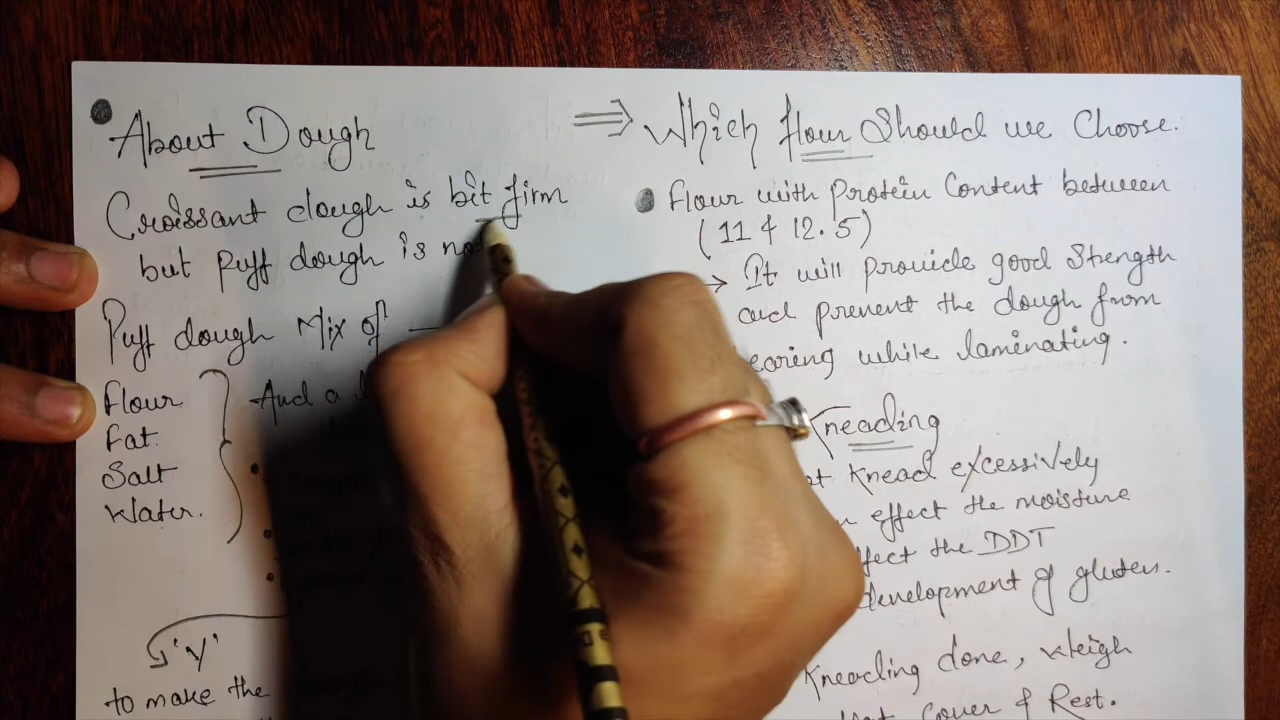 About Dough
Croissant dough is bit firm
but puff dough is
Puff dough Mix of —
Flour
Fat.
Salt
Water.
And a
'Y'
to make the
⇒ Which flour Should we Choose.
Flour with Protein Content between
(11 & 12.5)
→ It will provide good Strength
and prevent the dough from
earing while laminating.
Kneading
Knead excessively
effect the moisture
the DDT
development of gluten.
Kneading done, Weigh
Cover & Rest.